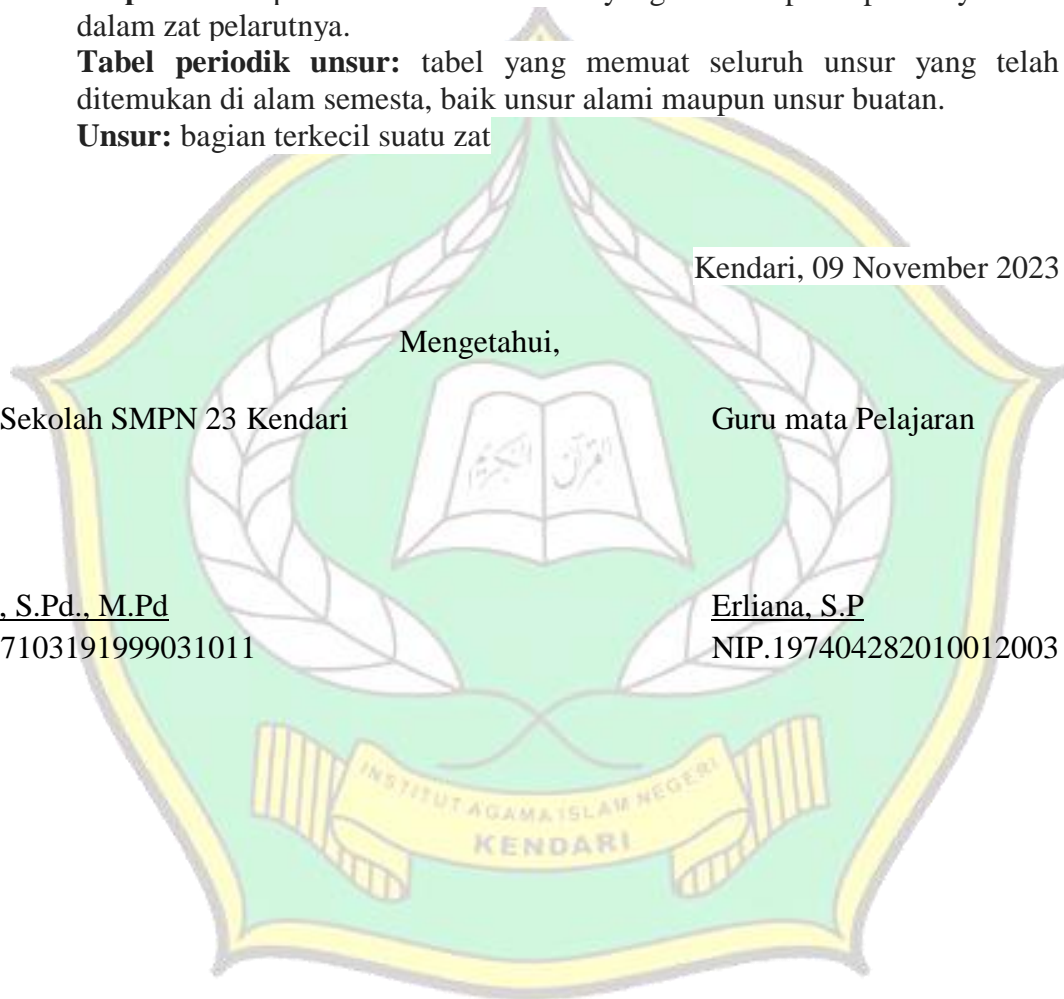 dalam zat pelarutnya.
Tabel periodik unsur: tabel yang memuat seluruh unsur yang telah
ditemukan di alam semesta, baik unsur alami maupun unsur buatan.
Unsur: bagian terkecil suatu zat
Kendari, 09 November 2023
Mengetahui,
Sekolah SMPN 23 Kendari
Guru mata Pelajaran
القرآن
الكريم
, S.Pd., M.Pd
Erliana, S.P
7103191999031011
NIP.197404282010012003
INSTITUT AGAMA ISLAM NEGERI
KENDARI